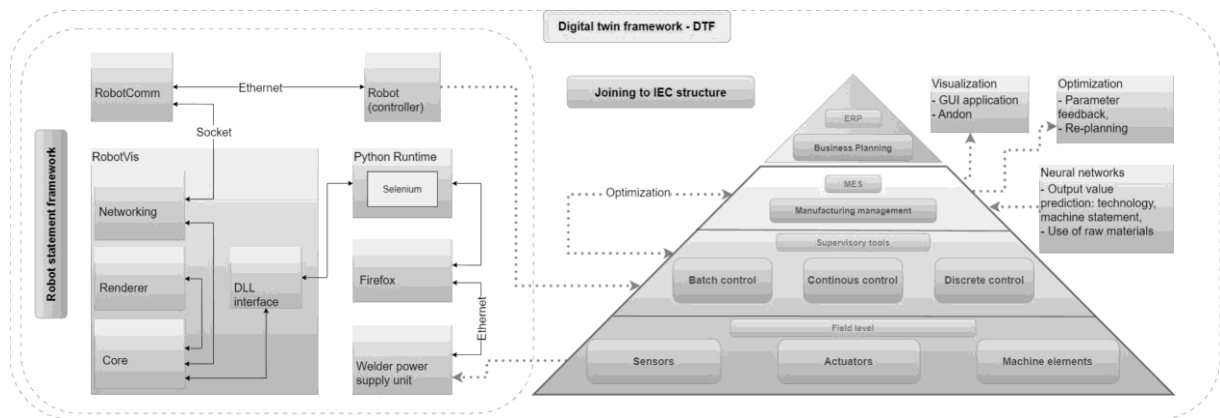 Digital twin framework - DTF
Robot statement framework
RobotComm
Ethernet
Robot
(controller)
Socket
RobotVis
Networking
Renderer
Core
DLL
interface
Python Runtime
Selenium
Firefox
Ethernet
Welder power
supply unit
Joining to IEC structure
Optimization
ERP
Business Planning
MES
Manufacturing management
Supervisory tools
Batch control
Continous control
Discrete control
Field level
Sensors
Actuators
Machine elements
Visualization
- GUI application
- Andon
Optimization
- Parameter
feedback,
- Re-planning
Neural networks
- Output value
prediction: technology,
machine statement,
- Use of raw materials